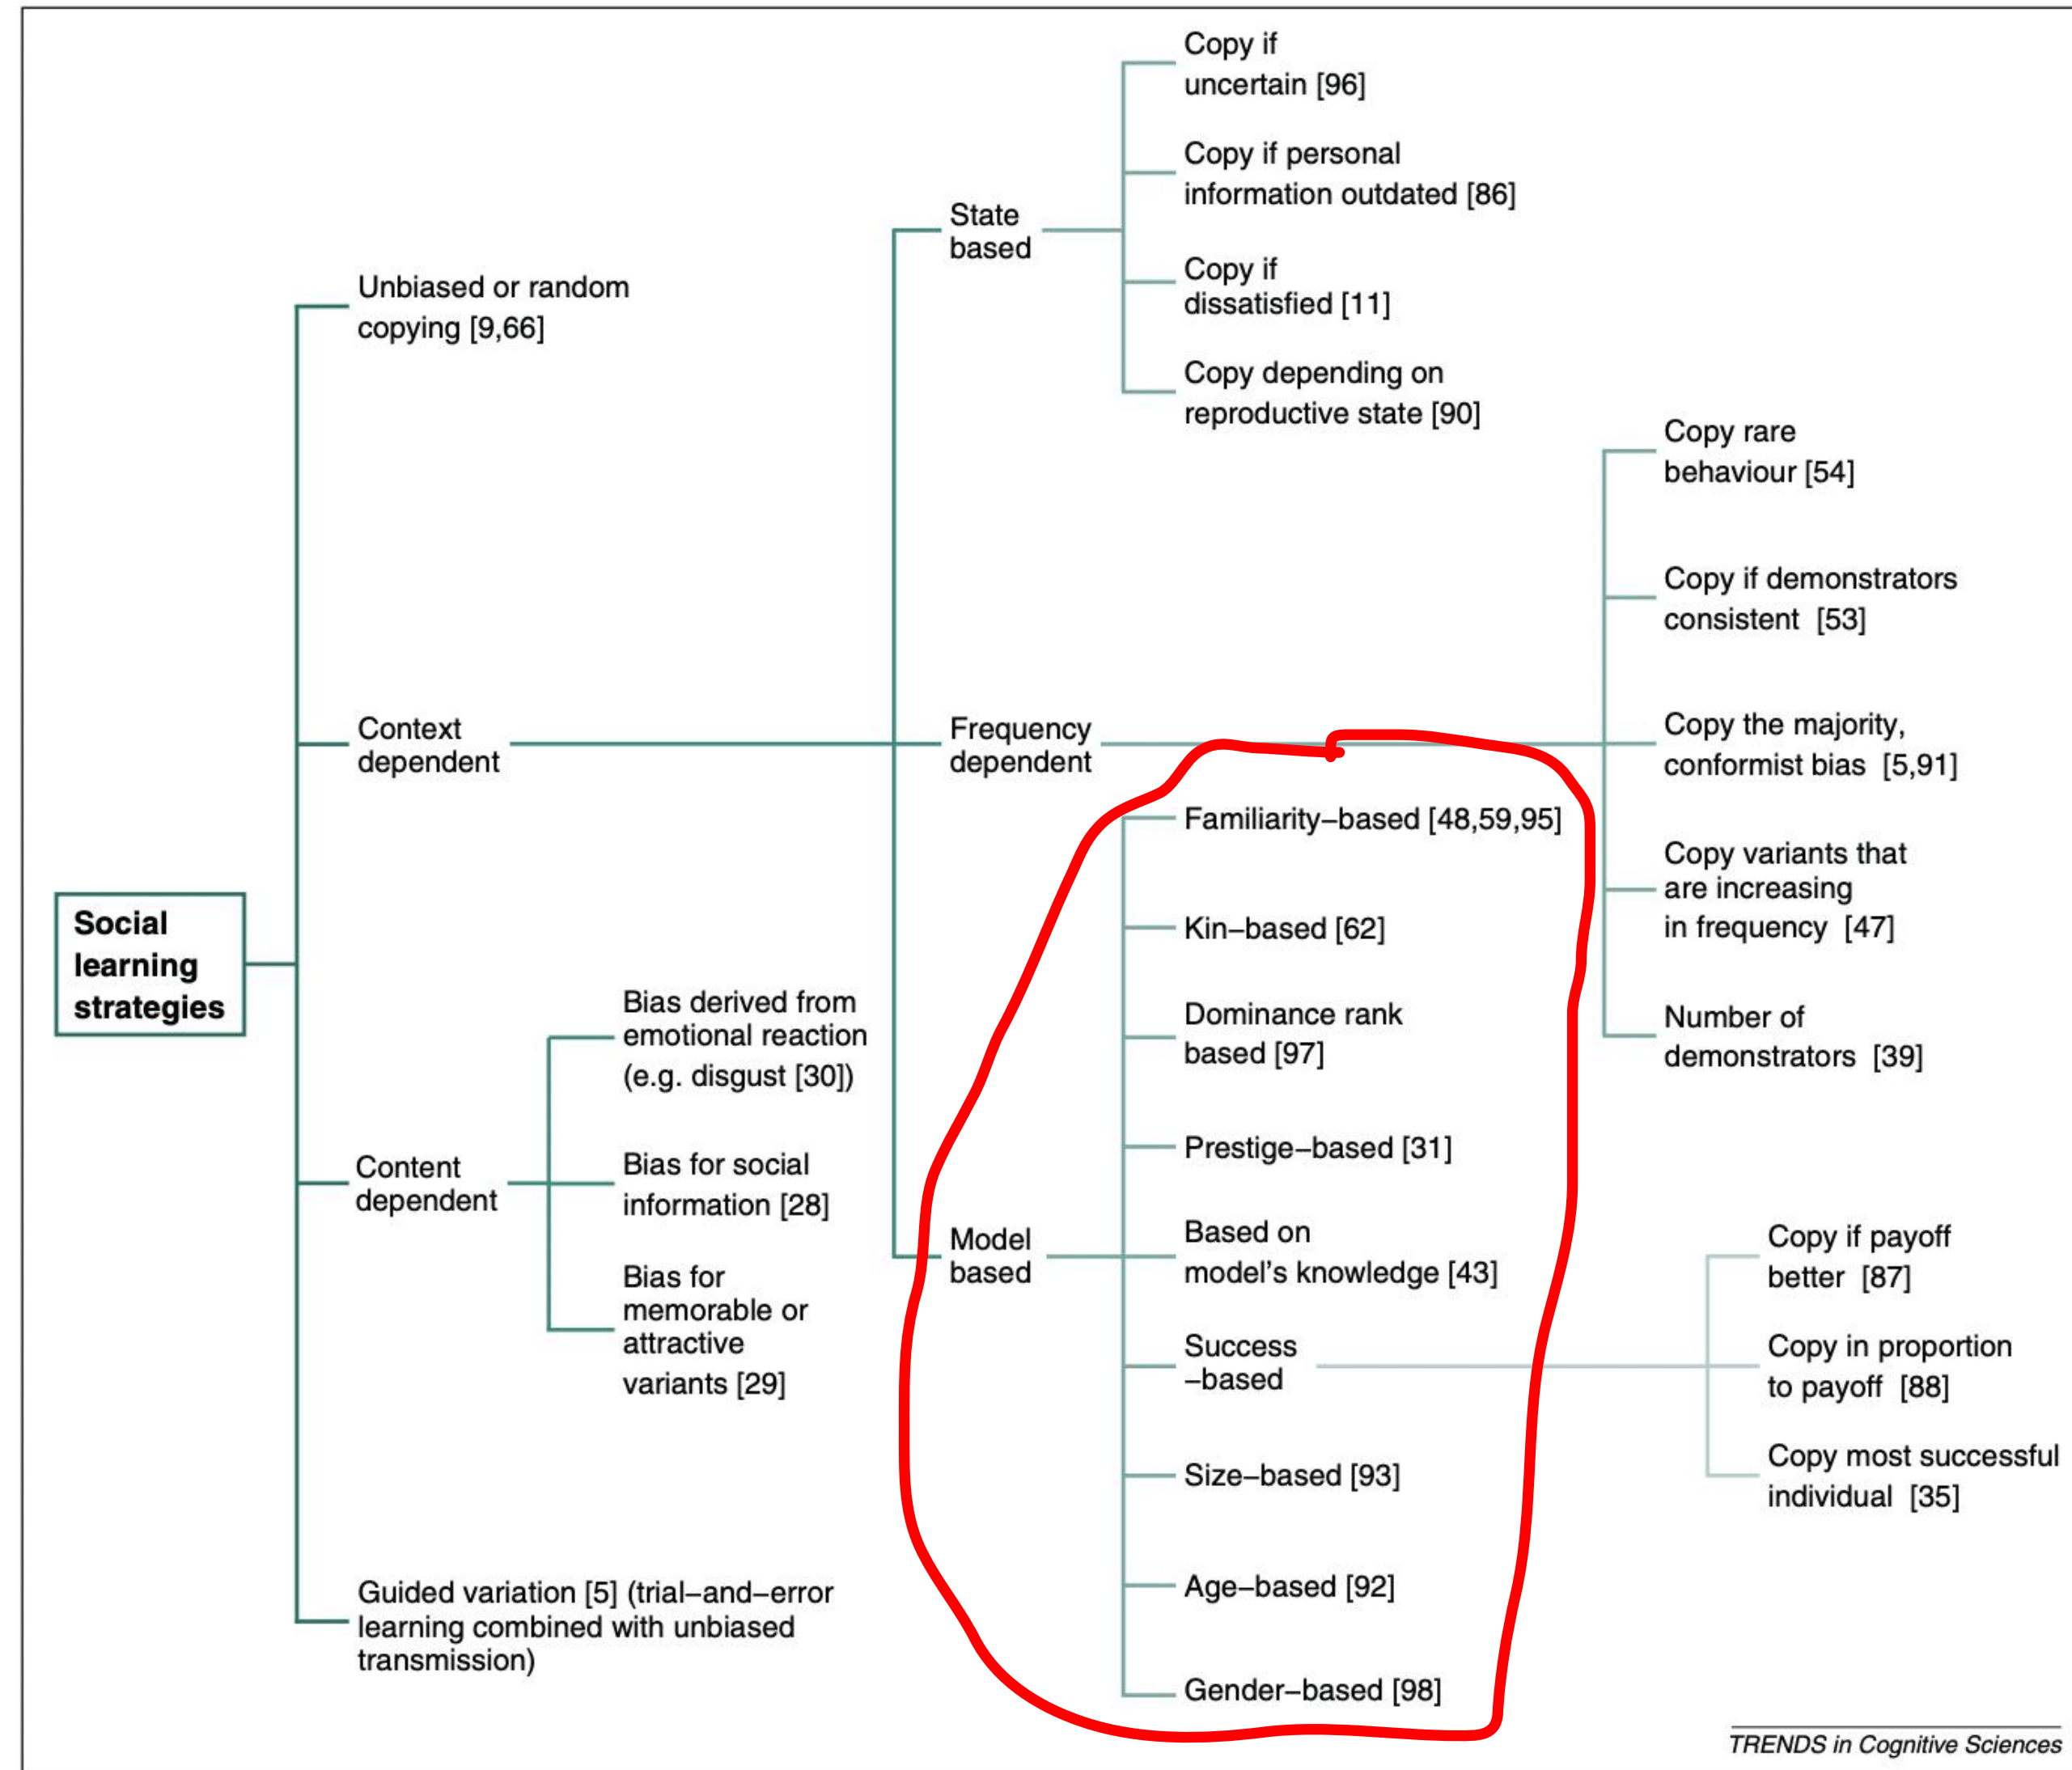 Copy if
uncertain [96]
Copy if personal
information outdated [86]
State
based
Copy if
dissatisfied [11]
Copy depending on
reproductive state [90]
Unbiased or random
copying [9,66]
Copy rare
behaviour [54]
Copy if demonstrators
consistent [53]
Context
dependent
Frequency
dependent
Copy the majority,
conformist bias [5,91]
Copy variants that
are increasing
in frequency [47]
Number of
demonstrators [39]
Social
learning
strategies
Familiarity–based [48,59,95]
Kin–based [62]
Dominance rank
based [97]
Prestige–based [31]
Model
based
Based on
model's knowledge [43]
Success
–based
Size–based [93]
Age–based [92]
Gender–based [98]
Copy if payoff
better [87]
Copy in proportion
to payoff [88]
Copy most successful
individual [35]
Content
dependent
Bias derived from
emotional reaction
(e.g. disgust [30])
Bias for social
information [28]
Bias for
memorable or
attractive
variants [29]
Guided variation [5] (trial–and–error
learning combined with unbiased
transmission)
TRENDS in Cognitive Sciences